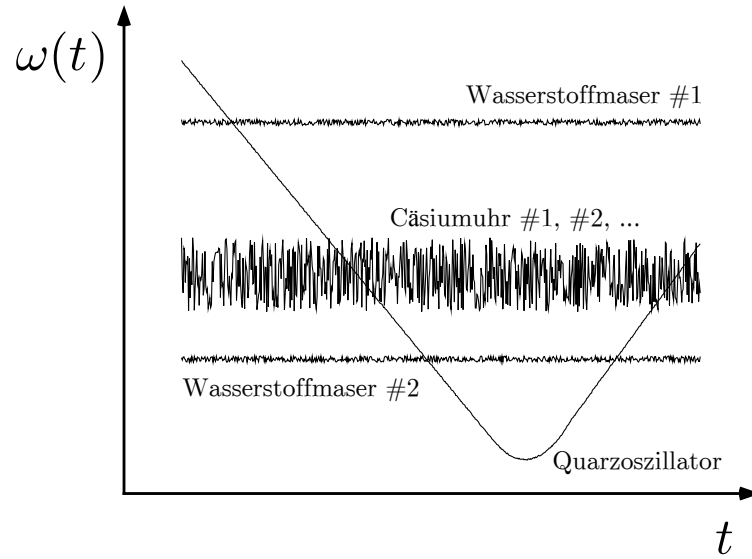 ω(t)
Wasserstoffmaser #1
Cäsiumuhr #1, #2, ...
Wasserstoffmaser #2
Quarzoszillator
t